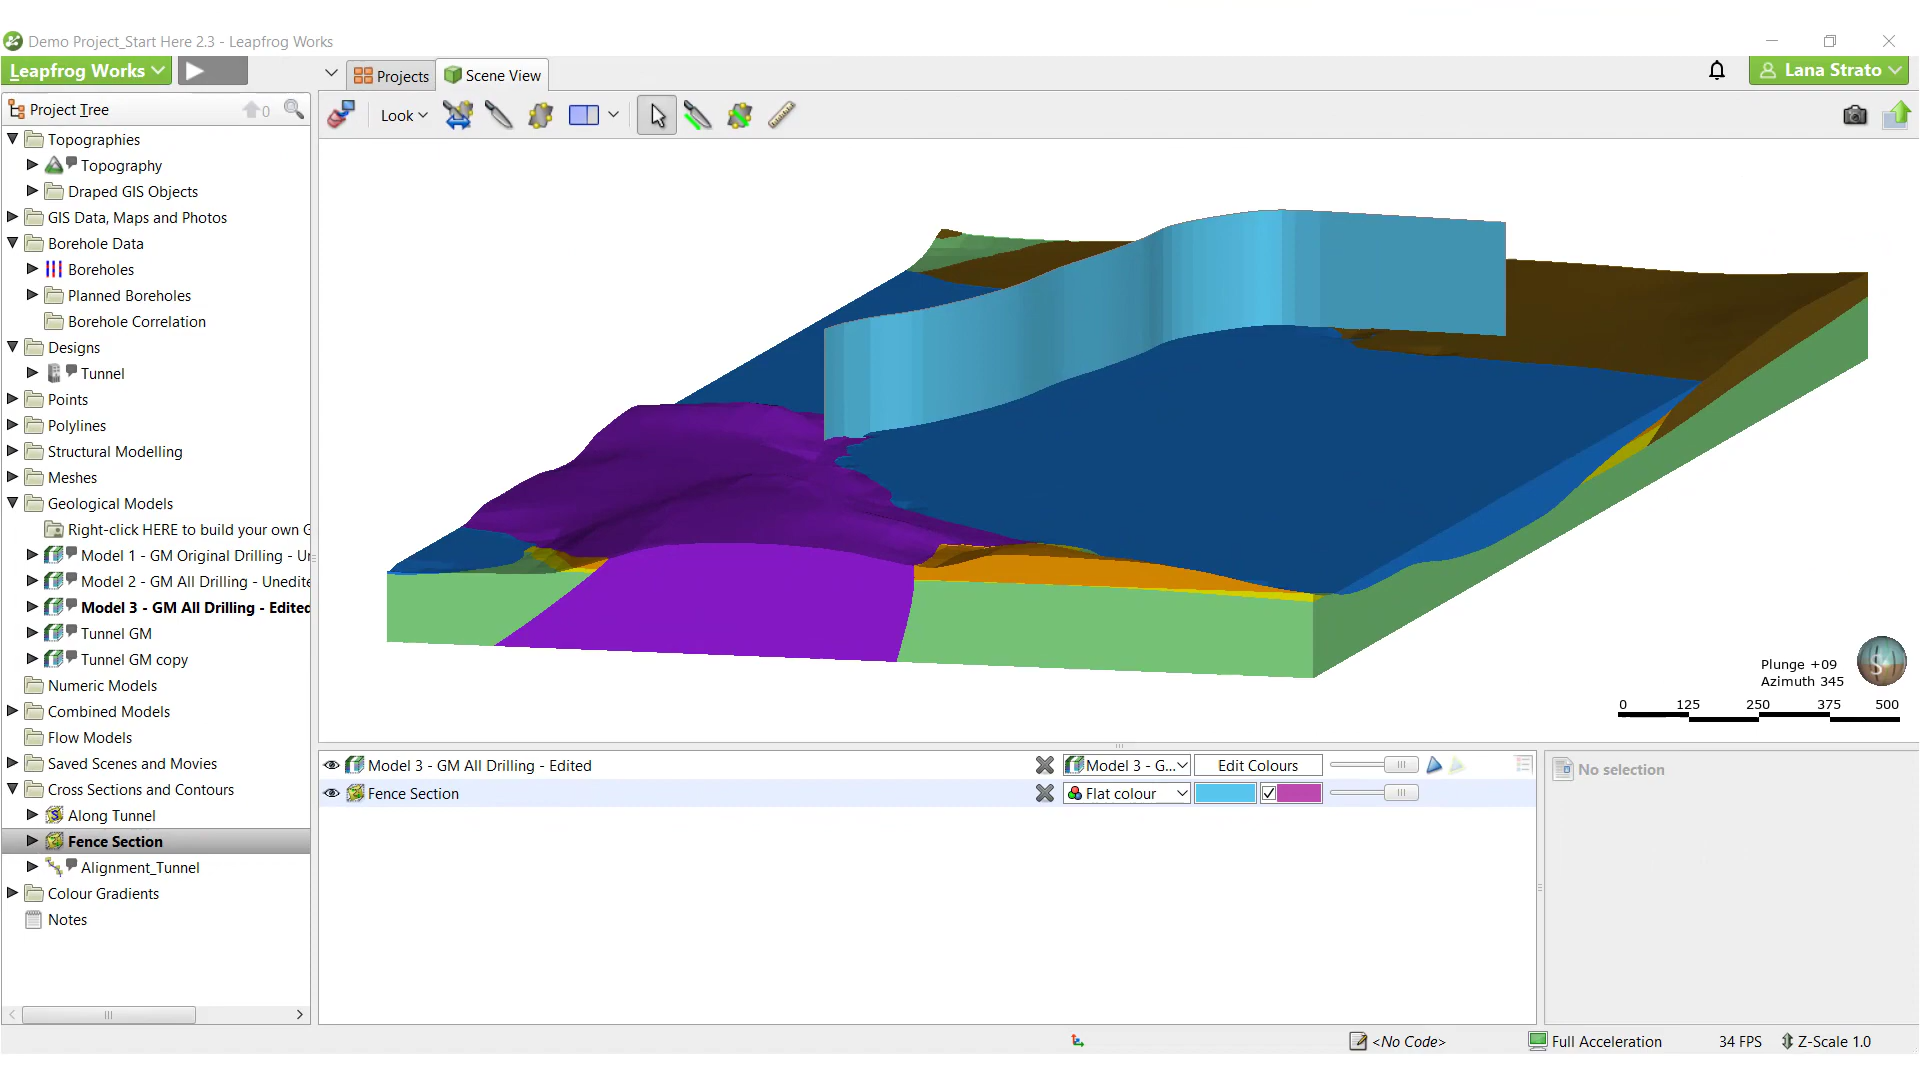 Demo Project_Start Here 2.3 - Leapfrog Works
Leapfrog Works
Projects
Scene View
Lana Strato
Project Tree
0
Look
Topographies
Topography
Draped GIS Objects
GIS Data, Maps and Photos
Borehole Data
Boreholes
Planned Boreholes
Borehole Correlation
Designs
Tunnel
Points
Polylines
Structural Modelling
Meshes
Geological Models
Right-click HERE to build your own G
Model 1 - GM Original Drilling - U
Model 2 - GM All Drilling - Unedite
Model 3 - GM All Drilling - Edited
Tunnel GM
Tunnel GM copy
Numeric Models
Combined Models
Flow Models
Saved Scenes and Movies
Cross Sections and Contours
Along Tunnel
Fence Section
Alignment_Tunnel
Colour Gradients
Notes
Plunge +09
Azimuth 345
0 125 250 375 500
Model 3 - GM All Drilling - Edited
Model 3 - G...
Edit Colours
Fence Section
Flat colour
No selection
<No Code>
Full Acceleration
34 FPS
Z-Scale 1.0